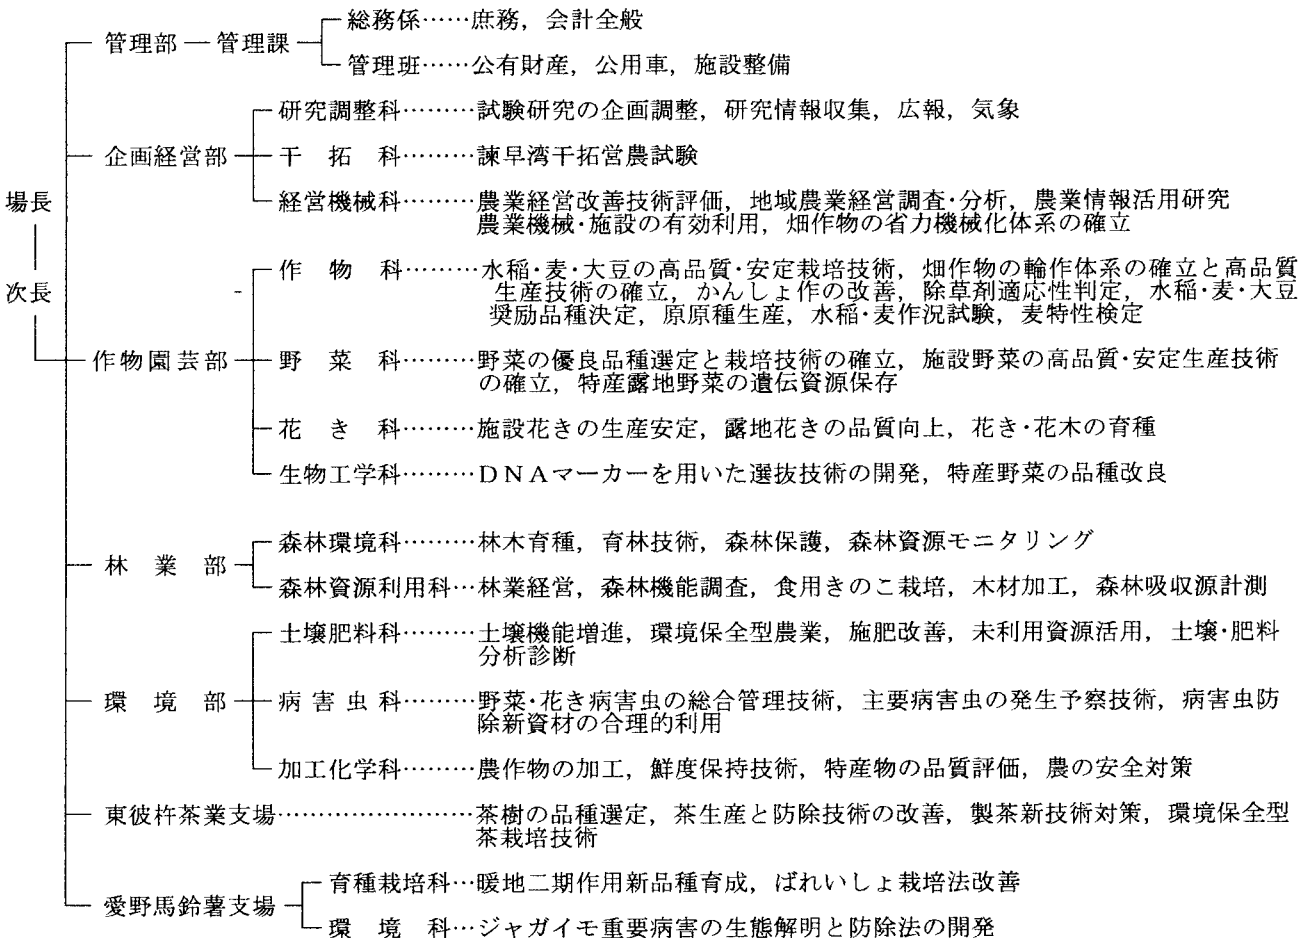 場長
次長
管理部
管理課
総務係……庶務，会計全般
管理班……公有財産，公用車，施設整備
企画経営部
研究調整科………試験研究の企画調整，研究情報収集，広報，気象
干拓科………諫早湾干拓営農試験
経営機械科………農業経営改善技術評価，地域農業経営調査・分析，農業情報活用研究
農業機械・施設の有効利用，畑作物の省力機械化体系の確立
作物園芸部
作物科………水稲・麦・大豆の高品質・安定栽培技術，畑作物の輪作体系の確立と高品質
生産技術の確立，かんしょ作の改善，除草剤適応性判定，水稲・麦・大豆
奨励品種決定，原原種生産，水稲・麦作況試験，麦特性検定
野菜科………野菜の優良品種選定と栽培技術の確立，施設野菜の高品質・安定生産技術
の確立，特産露地野菜の遺伝資源保存
花き科………施設花きの生産安定，露地花きの品質向上，花き・花木の育種
生物工学科………ＤＮＡマーカーを用いた選抜技術の開発，特産野菜の品種改良
林業部
森林環境科………林木育種，育林技術，森林保護，森林資源モニタリング
森林資源利用科…林業経営，森林機能調査，食用きのこ栽培，木材加工，森林吸収源計測
環境部
土壌肥料科………土壌機能増進，環境保全型農業，施肥改善，未利用資源活用，土壌・肥料
分析診断
病害虫科………野菜・花き病害虫の総合管理技術，主要病害虫の発生予察技術，病害虫防
除新資材の合理的利用
加工化学科………農作物の加工，鮮度保持技術，特産物の品質評価，農の安全対策
東彼杵茶業支場……………………茶樹の品種選定，茶生産と防除技術の改善，製茶新技術対策，環境保全型
茶栽培技術
愛野馬鈴薯支場
育種栽培科…暖地二期作用新品種育成，ばれいしょ栽培法改善
環境科…ジャガイモ重要病害の生態解明と防除法の開発